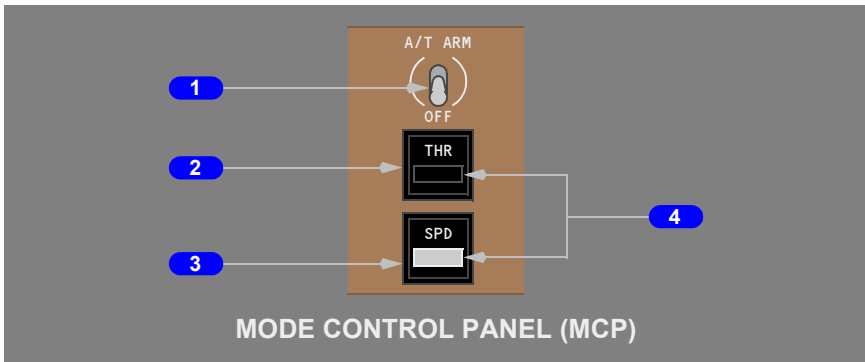 A/T ARM
1
OFF
2
THR
4
3
SPD
MODE CONTROL PANEL (MCP)